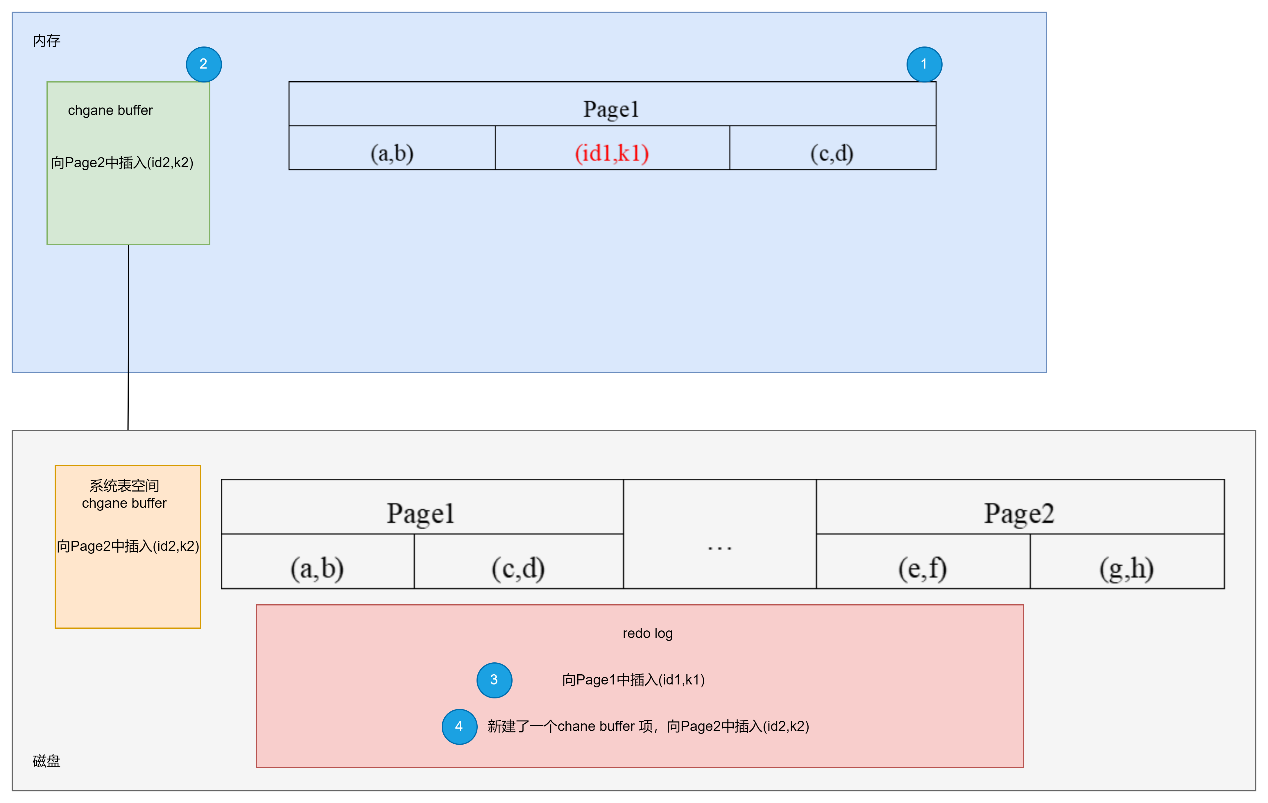 内存
2
1
chgane buffer
向Page2中插入(id2,k2)
Page1
(a,b)
(id1,k1)
(c,d)
系统表空间
chgane buffer
向Page2中插入(id2,k2)
Page1
(a,b)
(c,d)
...
Page2
(e,f)
(g,h)
redo log
3 向Page1中插入(id1,k1)
4 新建了一个chane buffer 项，向Page2中插入(id2,k2)
磁盘